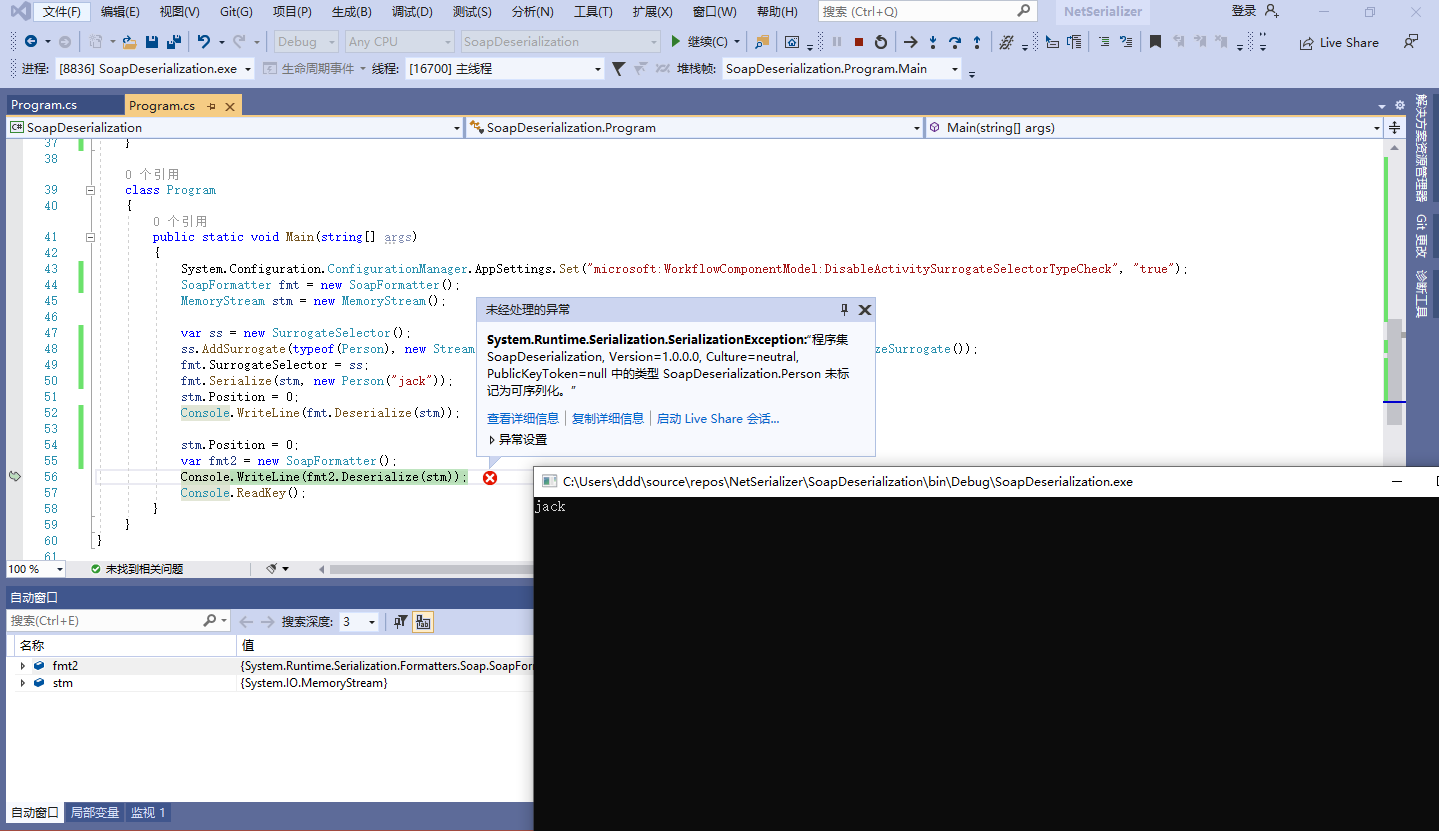 文件(F) 编辑(E) 视图(V) Git(G) 项目(P) 生成(B) 调试(D) 测试(S) 分析(N) 工具(T) 扩展(X) 窗口(W) 帮助(H) 搜索 (Ctrl+Q) NetSerializer 登录
Debug Any CPU SoapDeserialization 继续(C) Live Share
进程: [8836] SoapDeserialization.exe 生命周期事件 线程: [16700] 主线程 堆栈帧: SoapDeserialization.Program.Main
Program.cs Program.cs
C# SoapDeserialization SoapDeserialization.Program Main(string[] args)
37 }
38
0 个引用
39 class Program
40 {
0 个引用
41 public static void Main(string[] args)
42 {
43 System.Configuration.ConfigurationManager.AppSettings.Set("microsoft:WorkflowComponentModel:DisableActivitySurrogateSelectorTypeCheck", "true");
44 SoapFormatter fmt = new SoapFormatter();
45 MemoryStream stm = new MemoryStream();
46
47 var ss = new SurrogateSelector();
48 ss.AddSurrogate(typeof(Person), new Stream izeSurrogate());
49 fmt.SurrogateSelector = ss;
50 fmt.Serialize(stm, new Person("jack"));
51 stm.Position = 0;
52 Console.WriteLine(fmt.Deserialize(stm));
53
54 stm.Position = 0;
55 var fmt2 = new SoapFormatter();
56 Console.WriteLine(fmt2.Deserialize(stm));
57 Console.ReadKey();
58 }
59 }
60 }
61
未经处理的异常
System.Runtime.Serialization.SerializationException:“程序集
SoapDeserialization, Version=1.0.0.0, Culture=neutral,
PublicKeyToken=null 中的类型 SoapDeserialization.Person 未标
记为可序列化。”
查看详细信息 复制详细信息 启动 Live Share 会话...
异常设置
C:\Users\ddd\source\repos\NetSerializer\SoapDeserialization\bin\Debug\SoapDeserialization.exe
jack
100 % 未找到相关问题
自动窗口
搜索(Ctrl+E) 搜索深度: 3
名称 值
fmt2 {System.Runtime.Serialization.Formatters.Soap.SoapForm
stm {System.IO.MemoryStream}
自动窗口 局部变量 监视 1
解决方案资源管理器
Git 更改
诊断工具